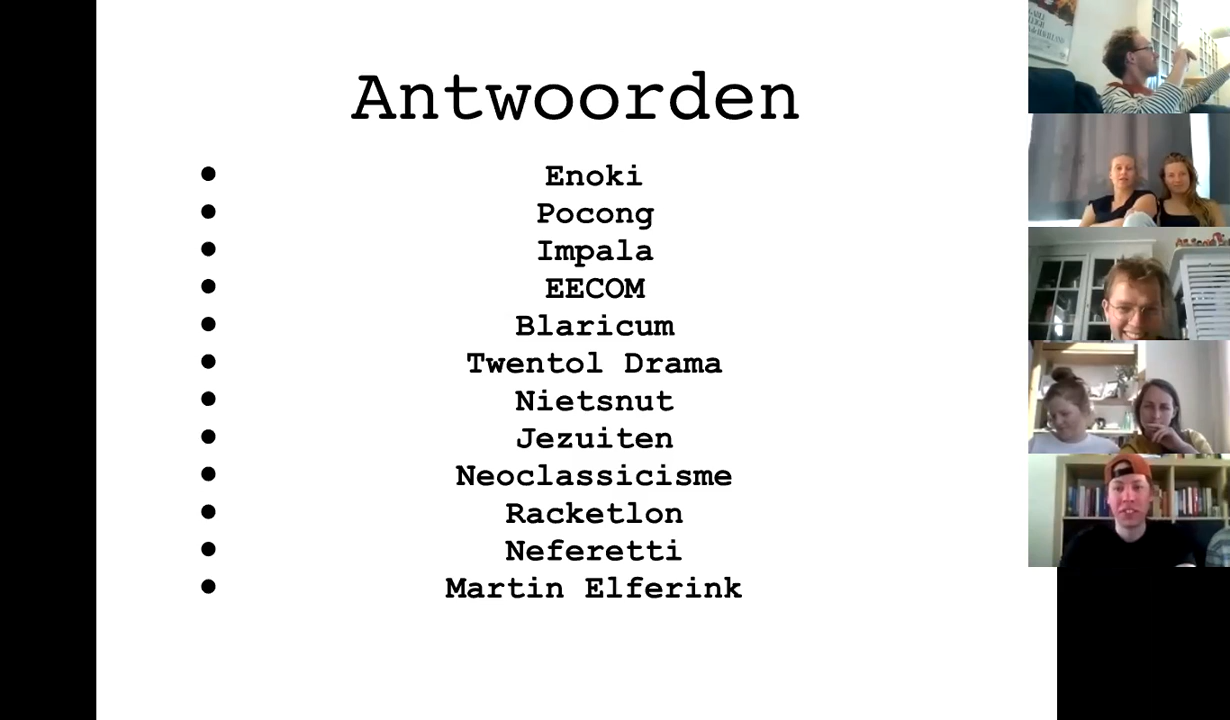 Antwoorden
Enoki
Pocong
Impala
EECOM
Blaricum
Twentol Drama
Nietsnut
Jezuiten
Neoclassicisme
Racketlon
Neferetti
Martin Elferink